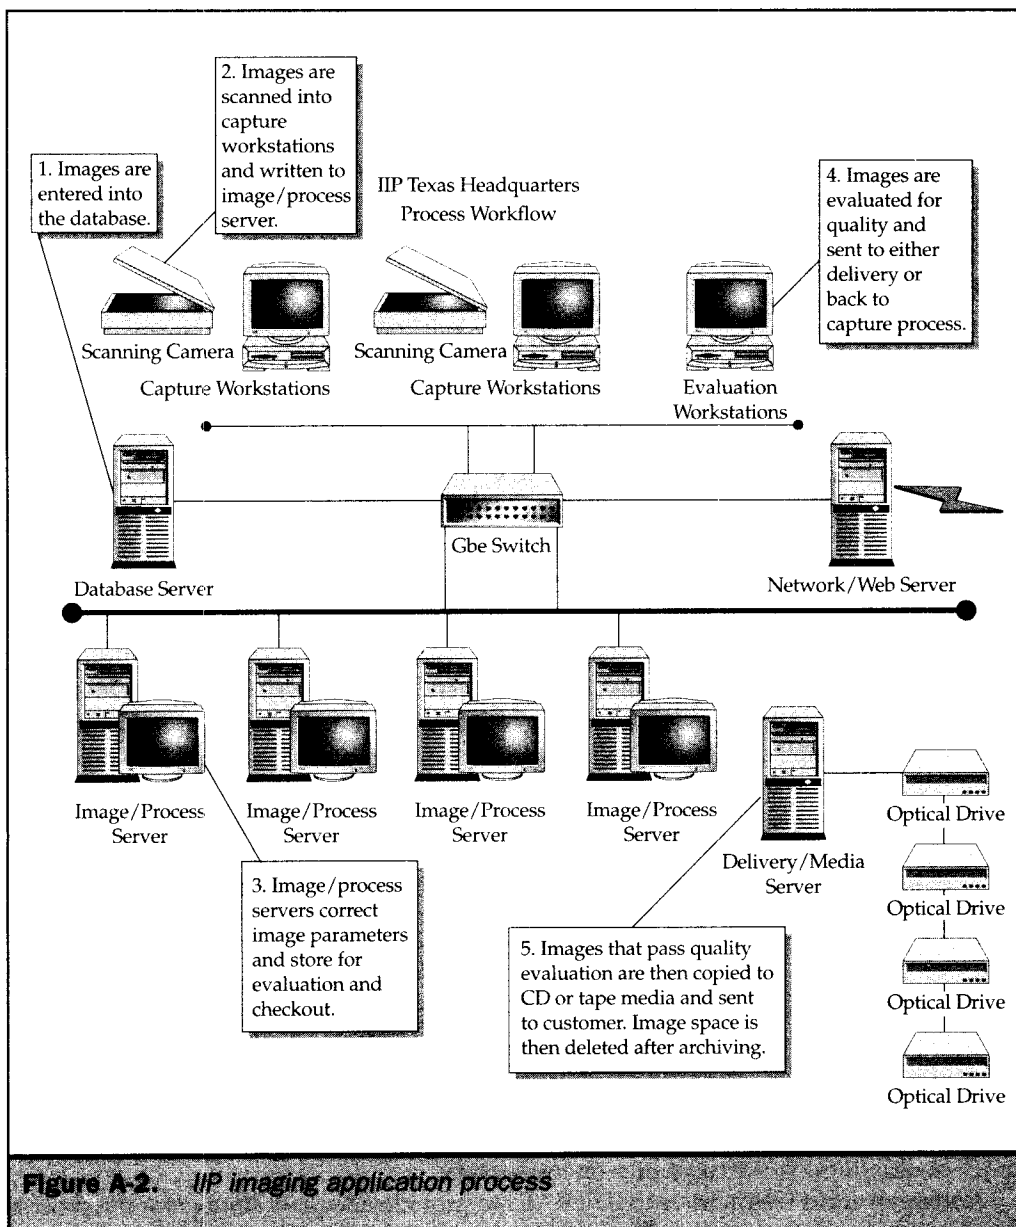 2. Images are
scanned into
capture
workstations
and written to
image/process
server.
1. Images are
entered into
the database.
IIP Texas Headquarters
Process Workflow
4. Images are
evaluated for
quality and
sent to either
delivery or
back to
capture process.
Scanning Camera
Scanning Camera
Capture Workstations
Capture Workstations
Evaluation
Workstations
Gbe Switch
Database Server
Network/Web Server
Image/Process
Server
Image/Process
Server
Image/Process
Server
Image/Process
Server
Delivery/Media
Server
Optical Drive
Optical Drive
Optical Drive
Optical Drive
3. Image/process
servers correct
image parameters
and store for
evaluation and
checkout.
5. Images that pass quality
evaluation are then copied to
CD or tape media and sent
to customer. Image space is
then deleted after archiving.
Figure A-2. IIP imaging application process